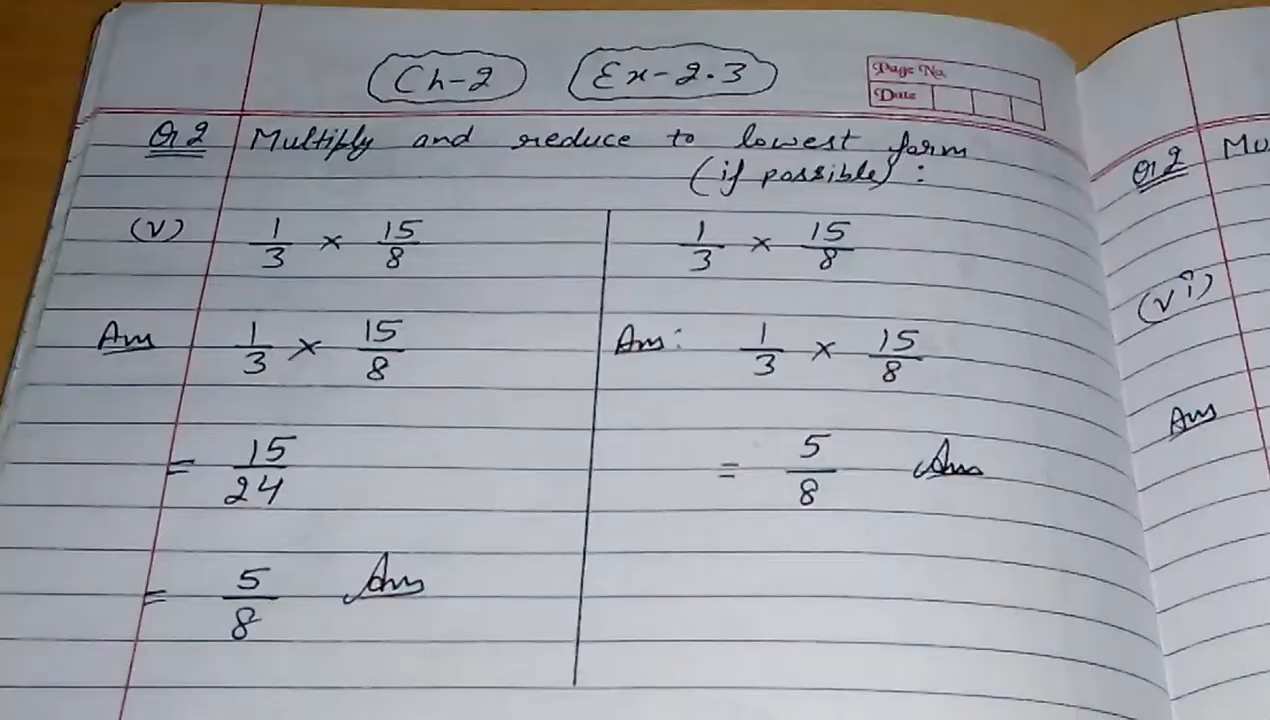 Ch-2 Ex-2.3
Page No.
Date
Q2 Multiply and reduce to lowest form
(if possible) :
(v) 1/3 × 15/8
Ans 1/3 × 15/8
= 15/24
= 5/8 Ans
1/3 × 15/8
Ans: 1/3 × 15/8
= 5/8 Ans
Q2 Mu
(vi)
Ans